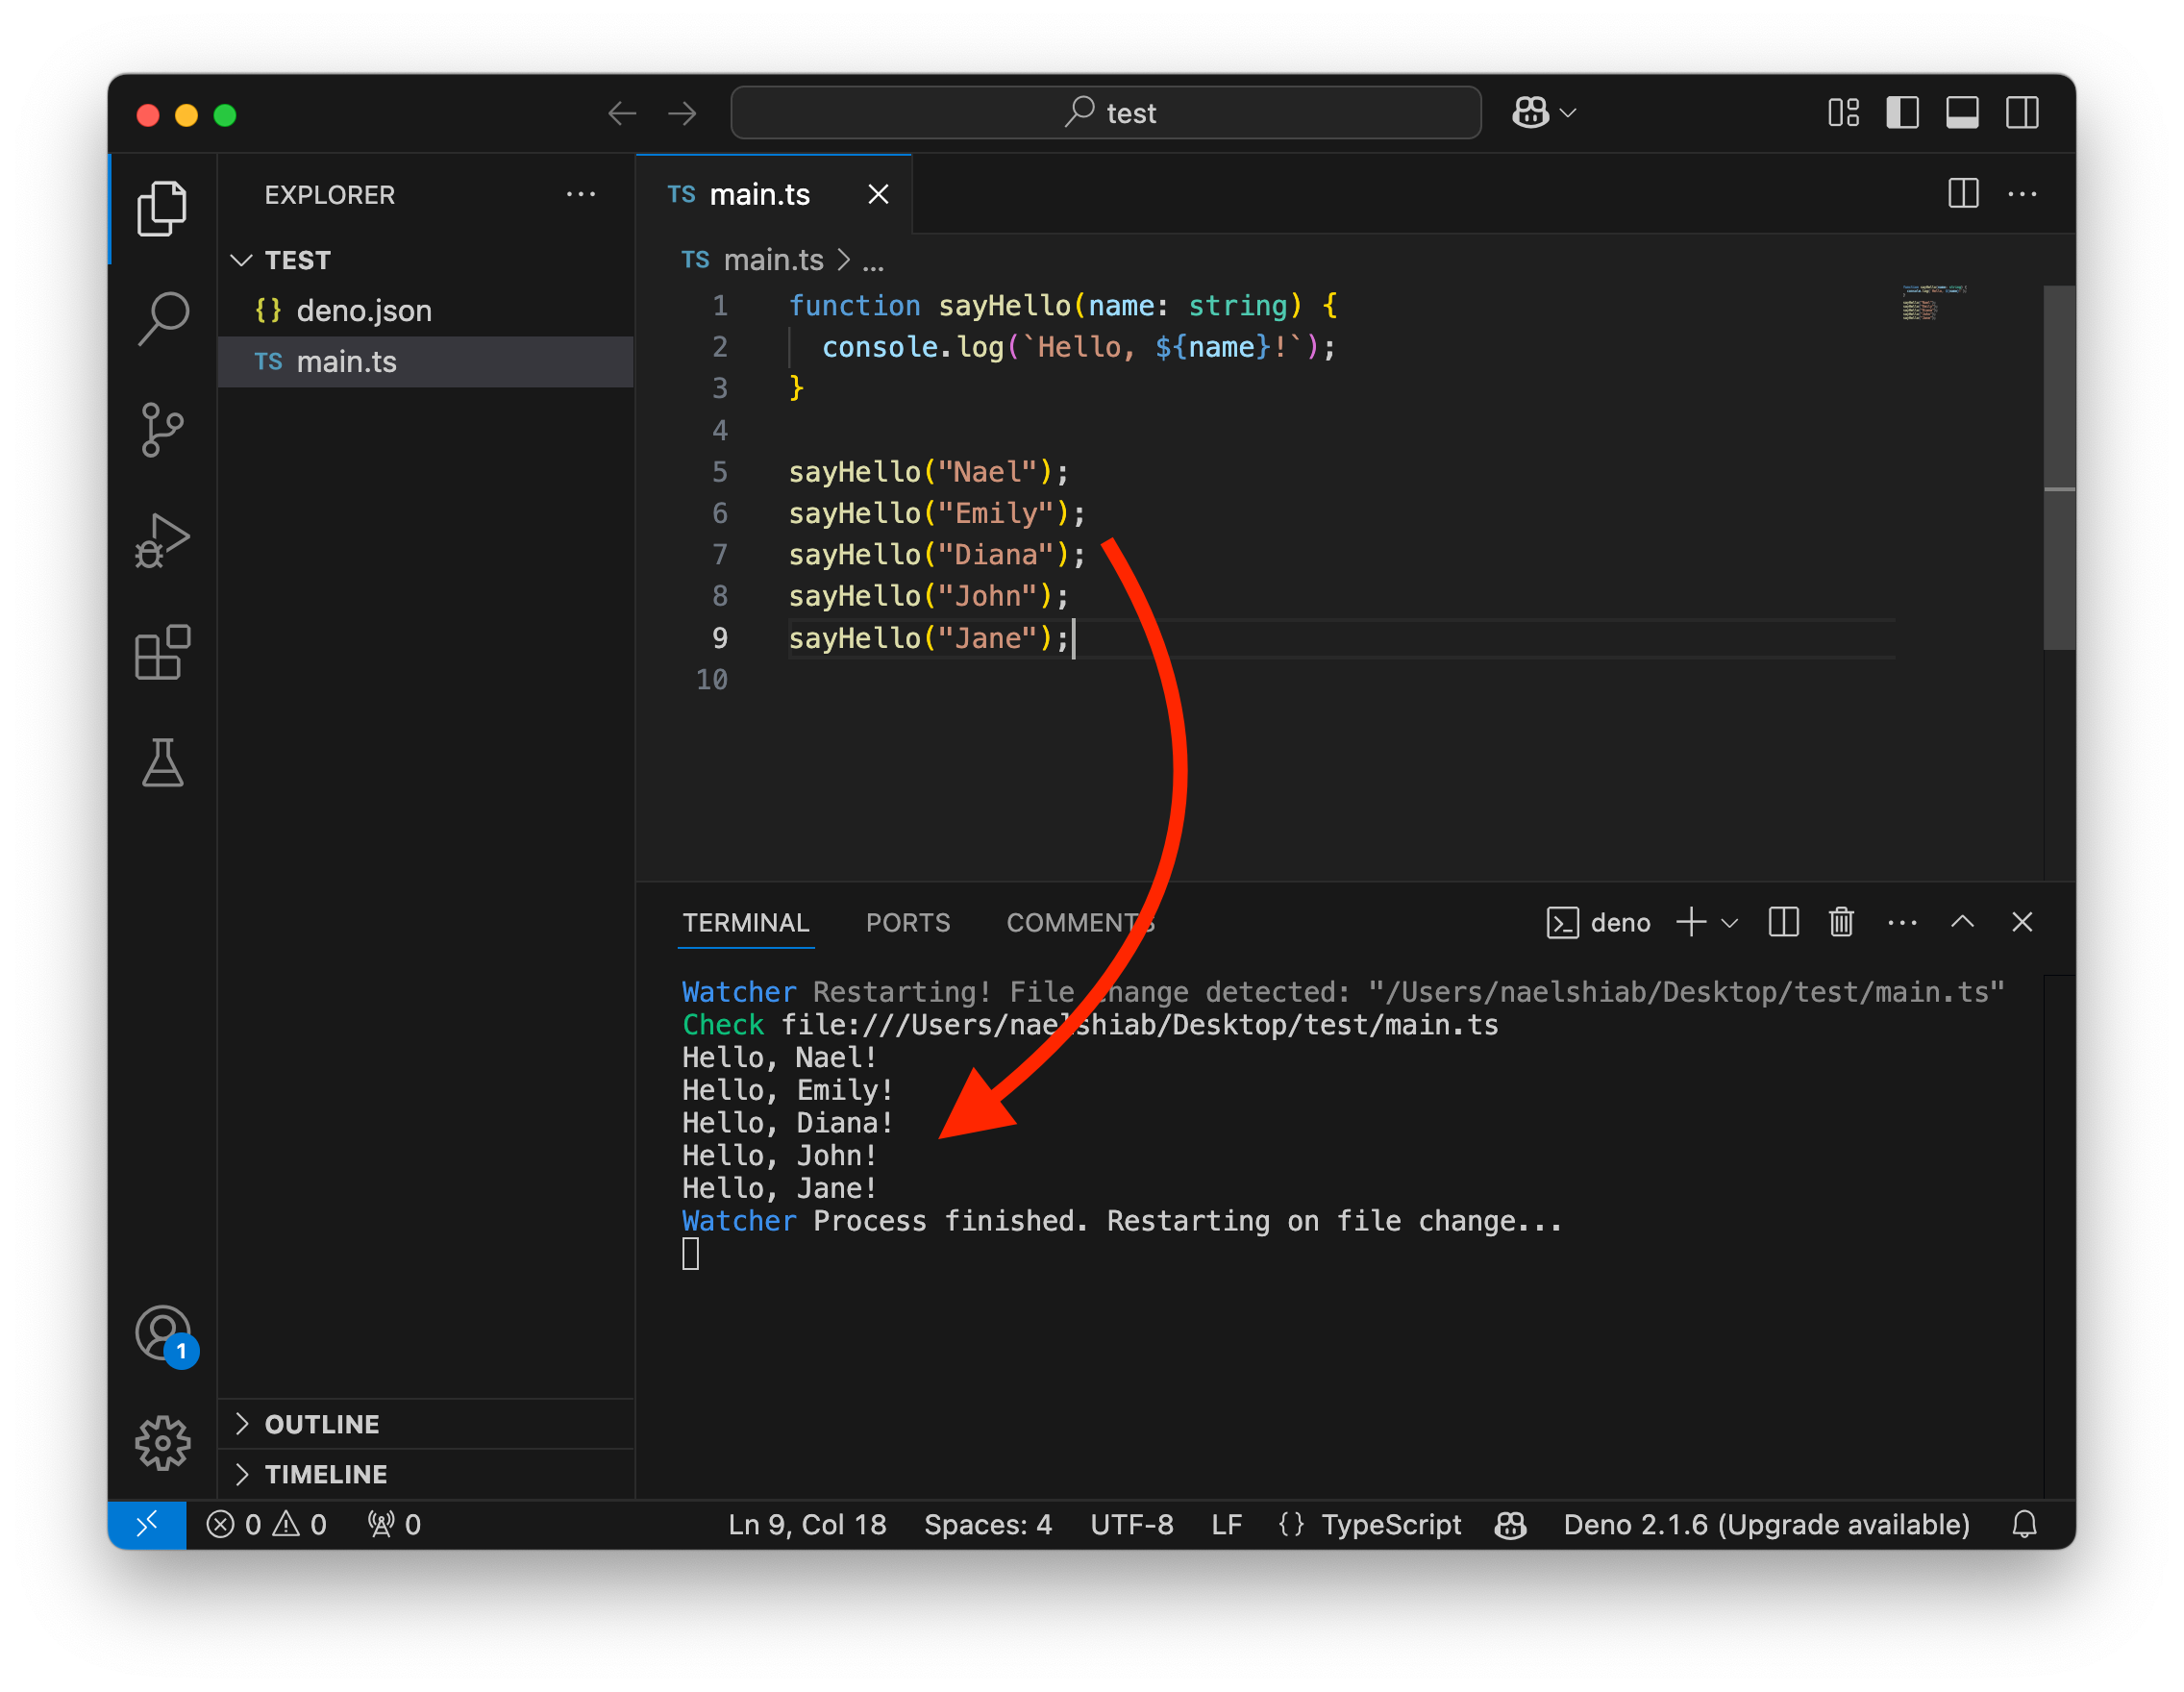 test
EXPLORER
TEST
{} deno.json
TS main.ts
OUTLINE
TIMELINE
TS main.ts
TS main.ts > ...
1 function sayHello(name: string) {
2 console.log(`Hello, ${name}!`);
3 }
4
5 sayHello("Nael");
6 sayHello("Emily");
7 sayHello("Diana");
8 sayHello("John");
9 sayHello("Jane");
10
TERMINAL PORTS COMMENTS deno
Watcher Restarting! File change detected: "/Users/naelshiab/Desktop/test/main.ts"
Check file:///Users/naelshiab/Desktop/test/main.ts
Hello, Nael!
Hello, Emily!
Hello, Diana!
Hello, John!
Hello, Jane!
Watcher Process finished. Restarting on file change...
1
0 0 0 Ln 9, Col 18 Spaces: 4 UTF-8 LF {} TypeScript Deno 2.1.6 (Upgrade available)